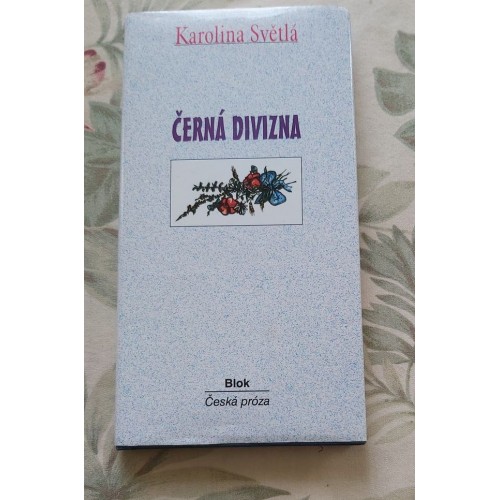 Karolina Světlá
ČERNÁ DIVIZNA
Blok
Česká próza